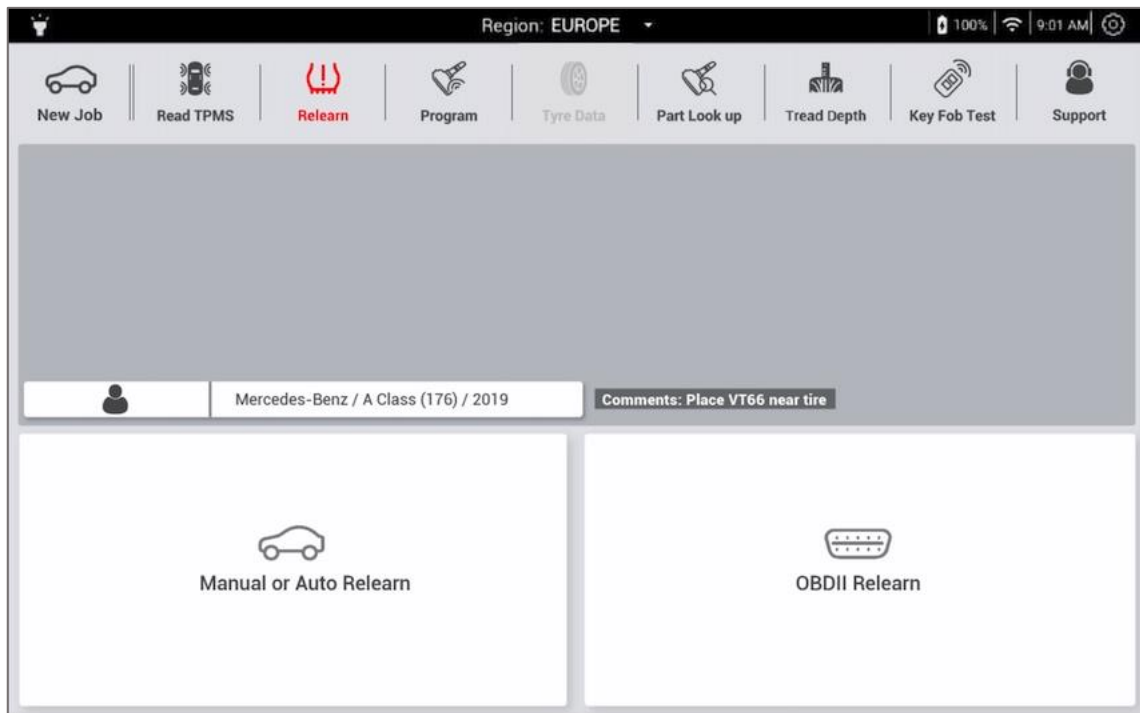 Region: EUROPE
100%
9:01 AM
New Job
Read TPMS
Relearn
Program
Tyre Data
Part Look up
Tread Depth
Key Fob Test
Support
Mercedes-Benz / A Class (176) / 2019
Comments: Place VT66 near tire
Manual or Auto Relearn
OBDII Relearn